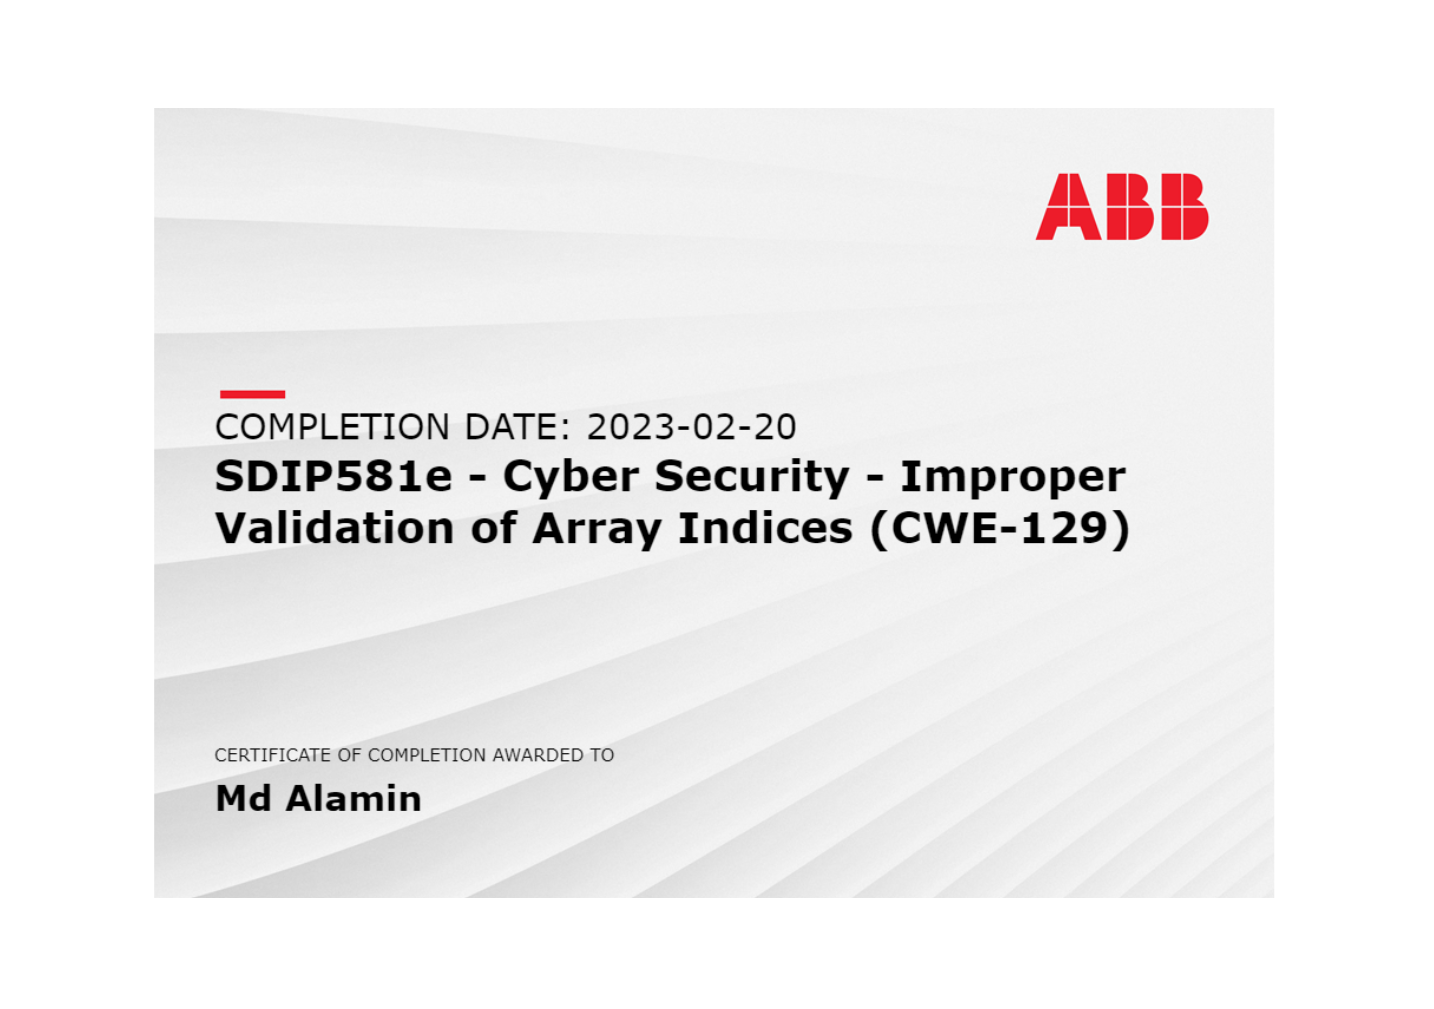 ABB
COMPLETION DATE: 2023-02-20
SDIP581e - Cyber Security - Improper
Validation of Array Indices (CWE-129)
CERTIFICATE OF COMPLETION AWARDED TO
Md Alamin